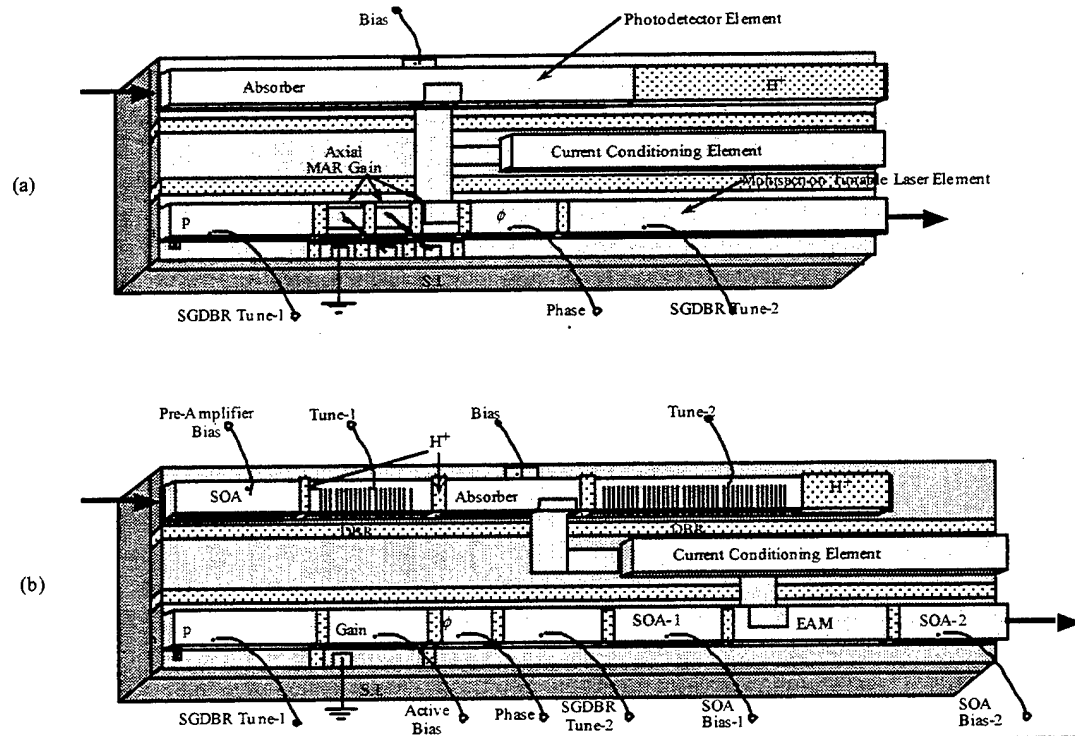 Bias
Photodetector Element
Absorber
H+
Axial
MAR Gain
Current Conditioning Element
(a)
Multisection Tunable Laser Element
p
ϕ
S.I.
SGDBR Tune-1
Phase
SGDBR Tune-2
Pre-Amplifier
Bias
Tune-1
H+
Bias
Tune-2
SOA
Absorber
H+
DBR
DBR
Current Conditioning Element
(b)
p
Gain
ϕ
SOA-1
EAM
SOA-2
S.I.
SGDBR Tune-1
Active
Bias
Phase
SGDBR
Tune-2
SOA
Bias-1
SOA
Bias-2